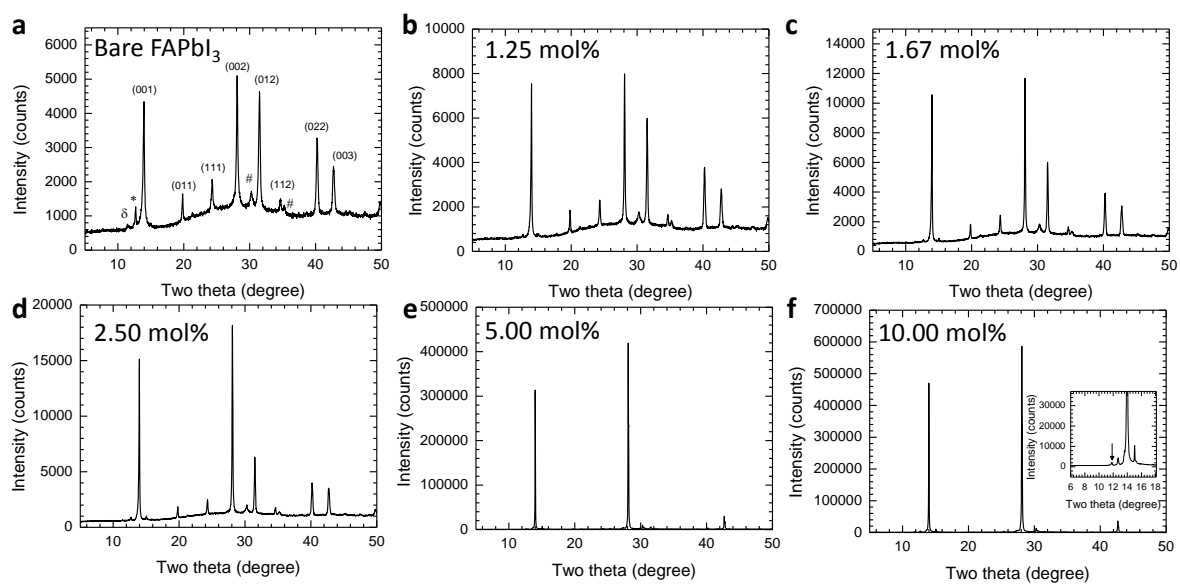 a
Bare FAPbI3
6500
6000
5000
4000
3000
2000
1000
0
Intensity (counts)
δ
*
(001)
(011)
(111)
(002)
#
(012)
(112)
#
(022)
(003)
10 20 30 40 50
Two theta (degree)
b
1.25 mol%
10000
8000
6000
4000
2000
0
Intensity (counts)
10 20 30 40 50
Two theta (degree)
c
1.67 mol%
14000
12000
10000
8000
6000
4000
2000
0
Intensity (counts)
10 20 30 40 50
Two theta (degree)
d
2.50 mol%
20000
15000
10000
5000
0
Intensity (counts)
10 20 30 40 50
Two theta (degree)
e
5.00 mol%
500000
400000
300000
200000
100000
0
Intensity (counts)
10 20 30 40 50
Two theta (degree)
f
10.00 mol%
700000
600000
500000
400000
300000
200000
100000
0
Intensity (counts)
10 20 30 40 50
Two theta (degree)
30000
20000
10000
0
Intensity (counts)
6 8 10 12 14 16 18
Two theta (degree)